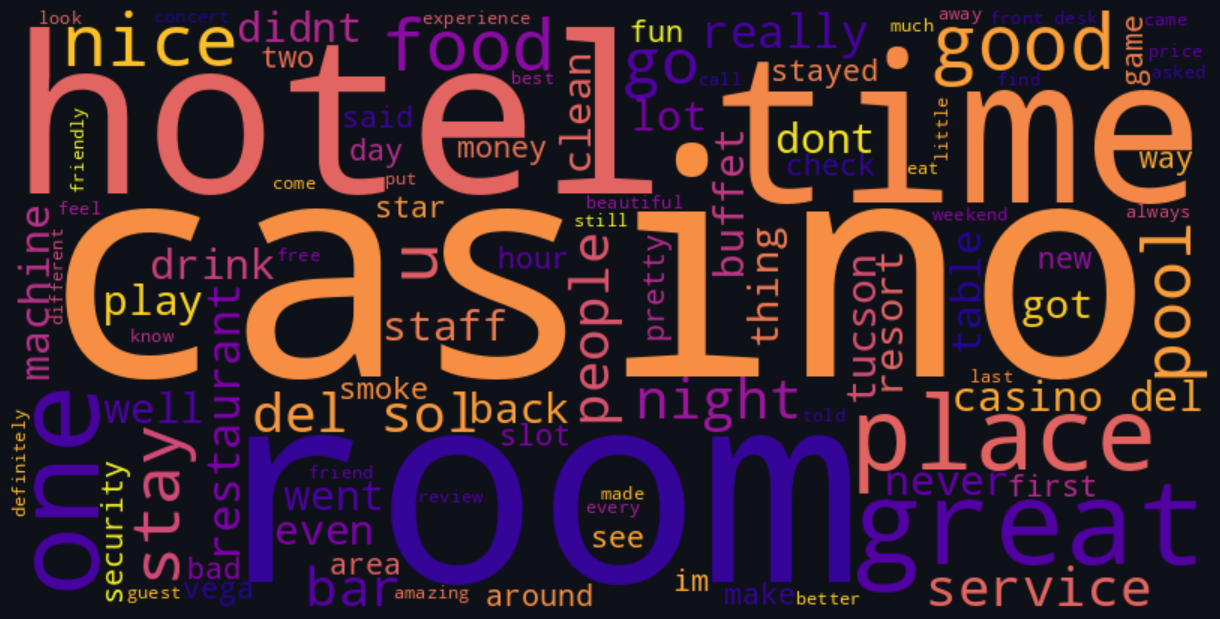 look
concert
experience
nice
didnt
two
food
best
hotel
clean
fun
go
really
call
lot
much
away
front desk
came
good
game
price
asked
find
stayed
time
friendly
said
day
money
come
put
dont
check
eat
little
way
buffet
beautiful
still
star
feel
weekend
always
machine
different
casino
drink
free
u
hour
people
pretty
thing
tucson
resort
table
new
got
pool
play
know
restaurant
staff
smoke
last
casino del
del sol
back
night
told
place
one
well
slot
stay
definitely
security
room
friend
went
review
made
every
see
even
never
first
great
bad
area
guest
vega
bar
amazing
around
im
make
better
service